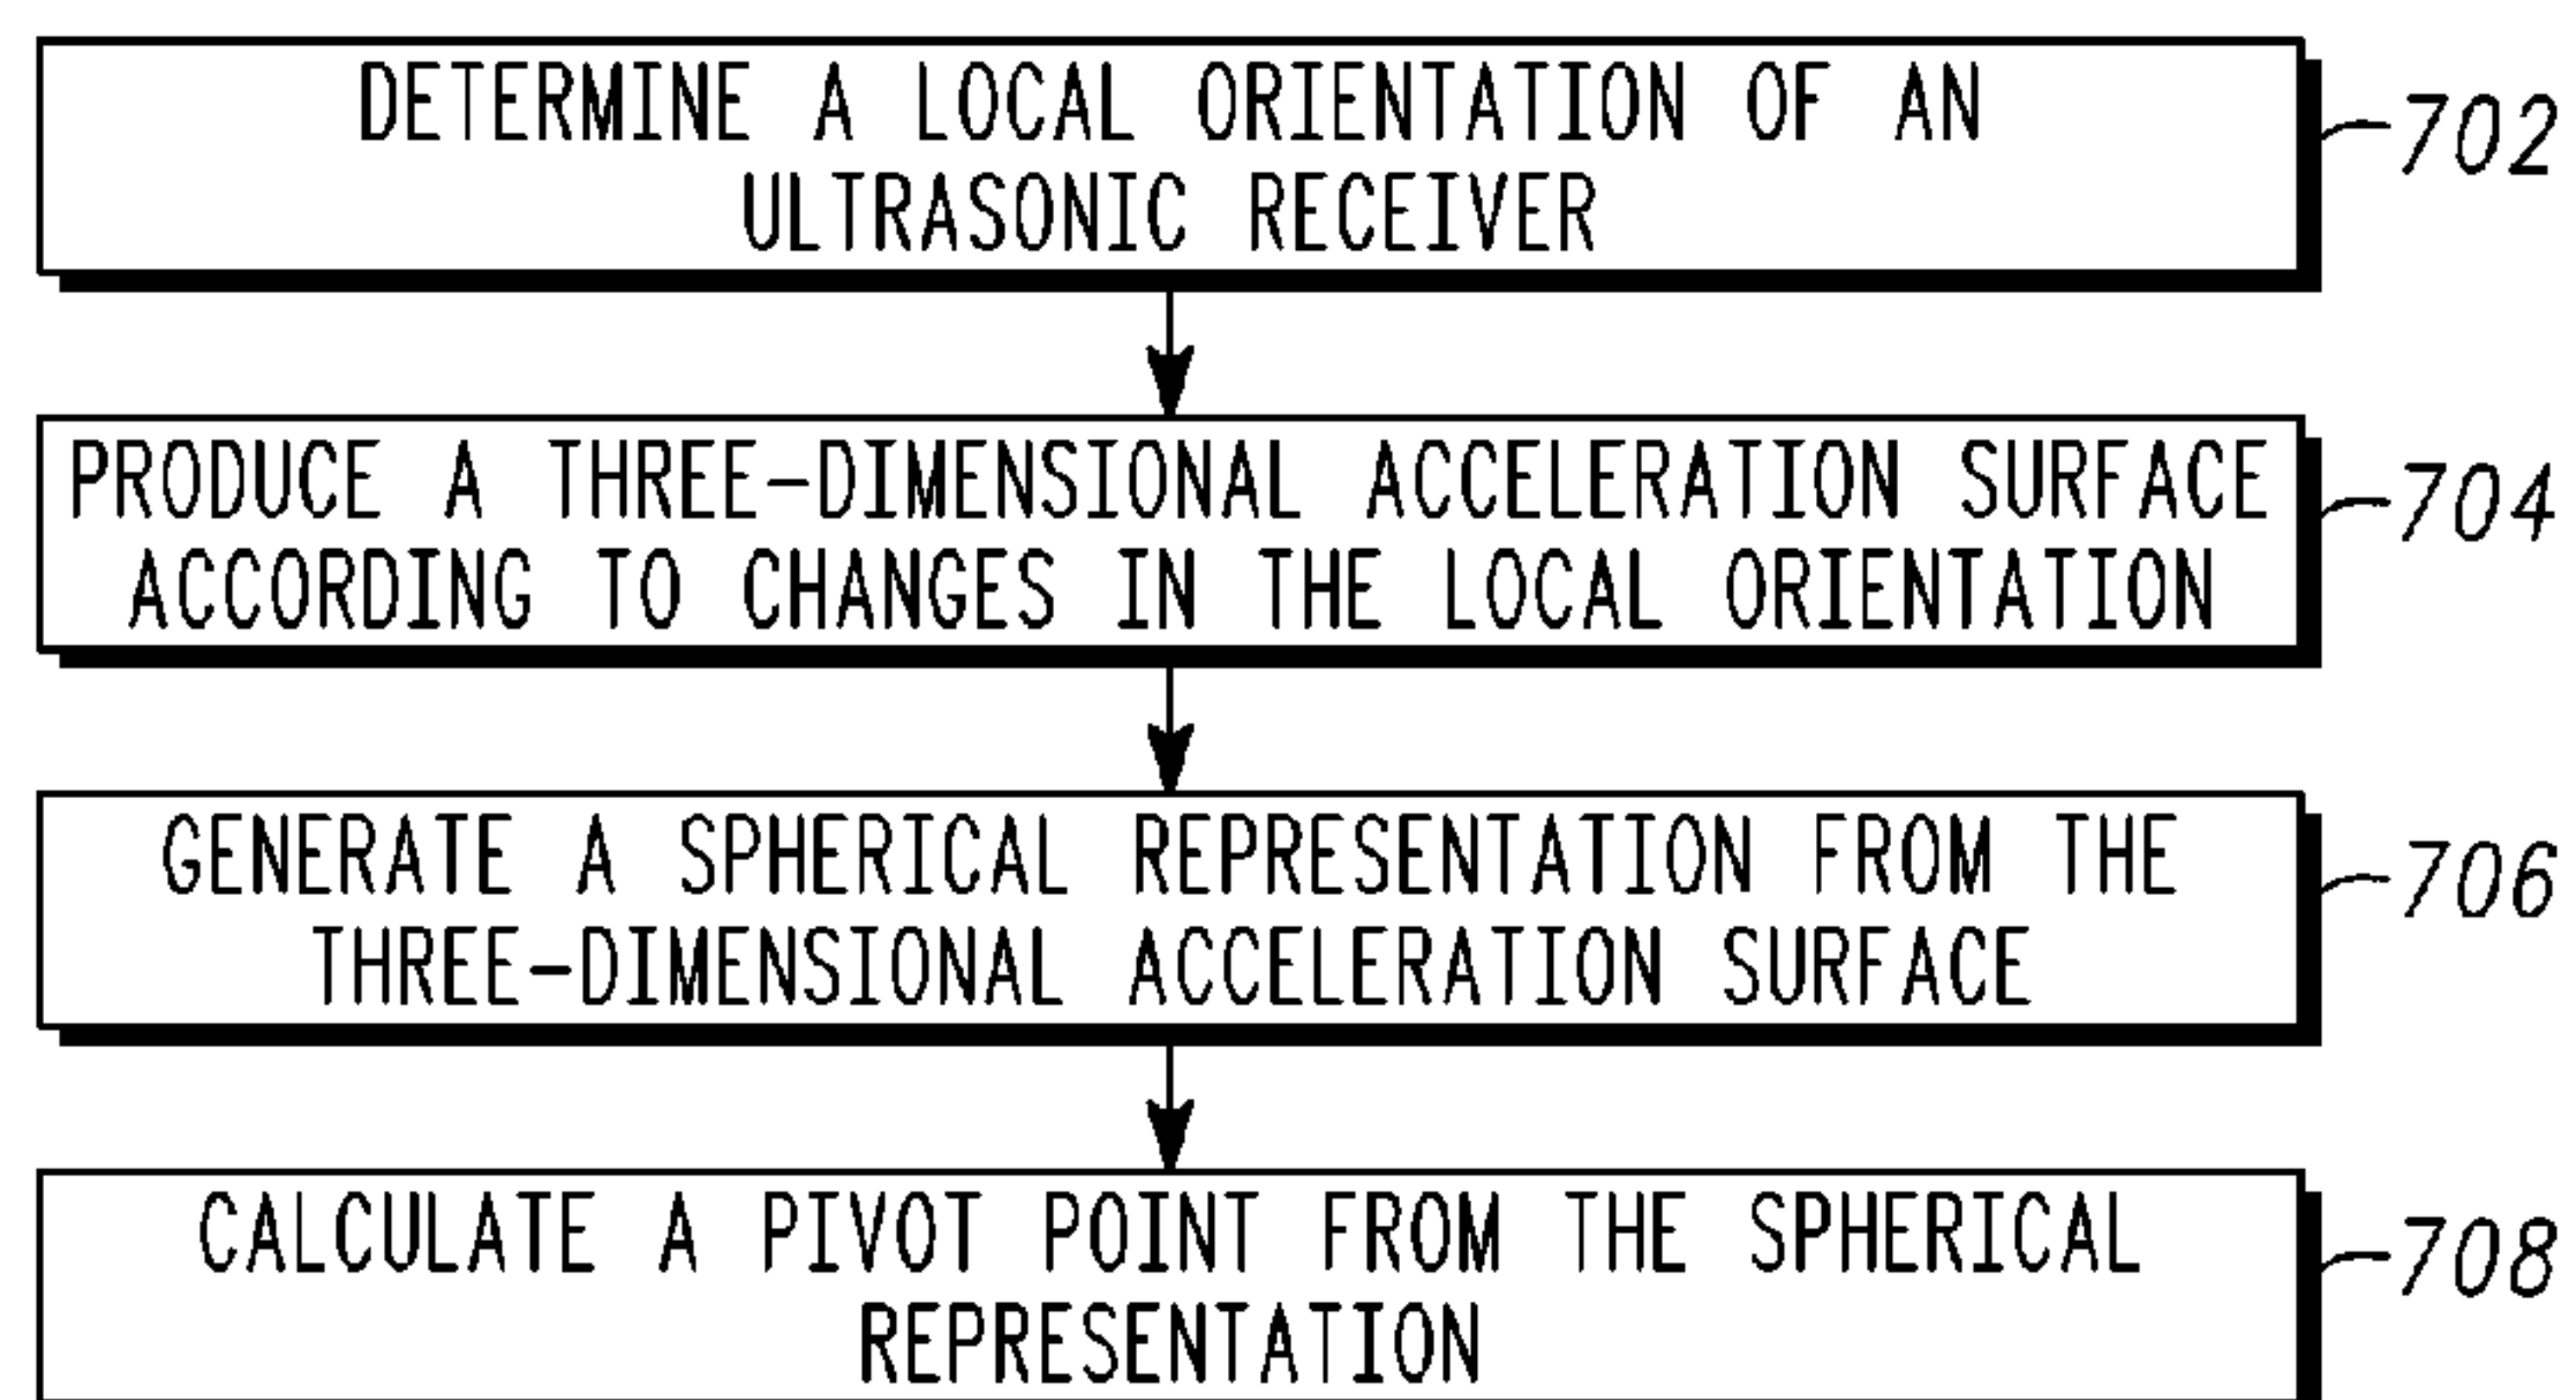 DETERMINE A LOCAL ORIENTATION OF AN
ULTRASONIC RECEIVER
702
PRODUCE A THREE-DIMENSIONAL ACCELERATION SURFACE
ACCORDING TO CHANGES IN THE LOCAL ORIENTATION
704
GENERATE A SPHERICAL REPRESENTATION FROM THE
THREE-DIMENSIONAL ACCELERATION SURFACE
706
CALCULATE A PIVOT POINT FROM THE SPHERICAL
REPRESENTATION
708